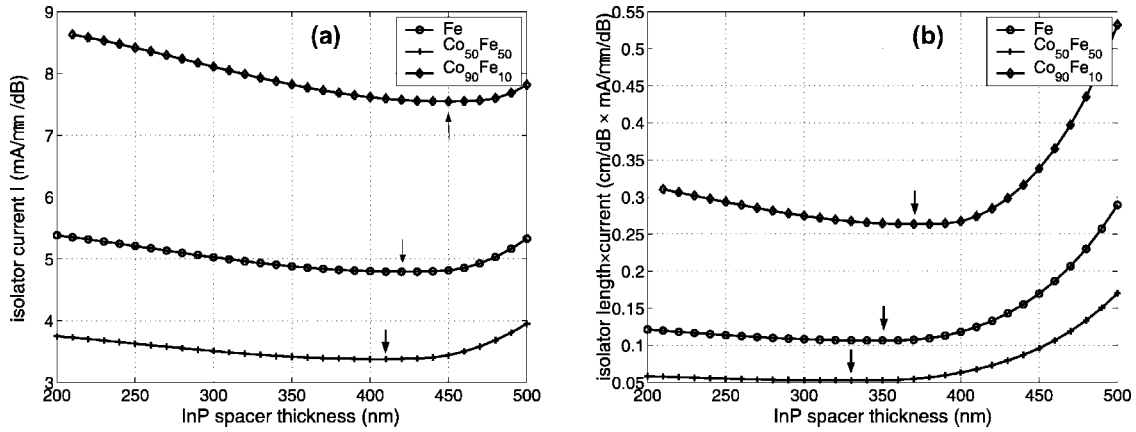 (a)
Fe
Co50Fe50
Co90Fe10
isolator current I (mA/mm /dB)
9
8
7
6
5
4
3
200 250 300 350 400 450 500
InP spacer thickness (nm)
(b)
Fe
Co50Fe50
Co90Fe10
isolator length×current (cm/dB × mA/mm/dB)
0.55
0.5
0.45
0.4
0.35
0.3
0.25
0.2
0.15
0.1
0.05
200 250 300 350 400 450 500
InP spacer thickness (nm)